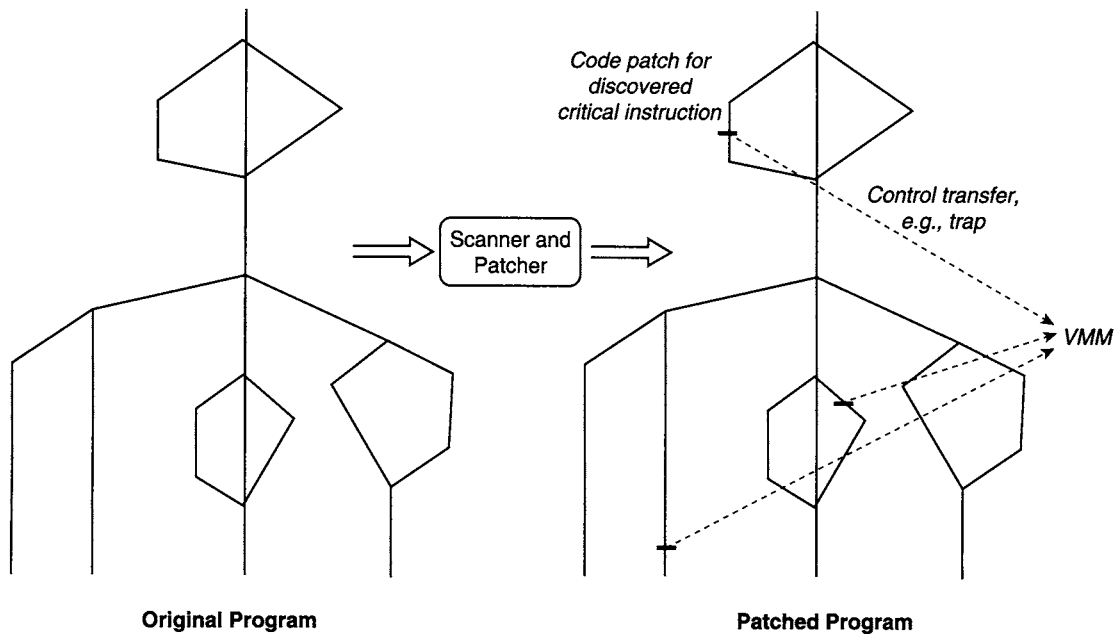 Code patch for
discovered
critical instruction
Control transfer,
e.g., trap
Scanner and
Patcher
VMM
Original Program
Patched Program